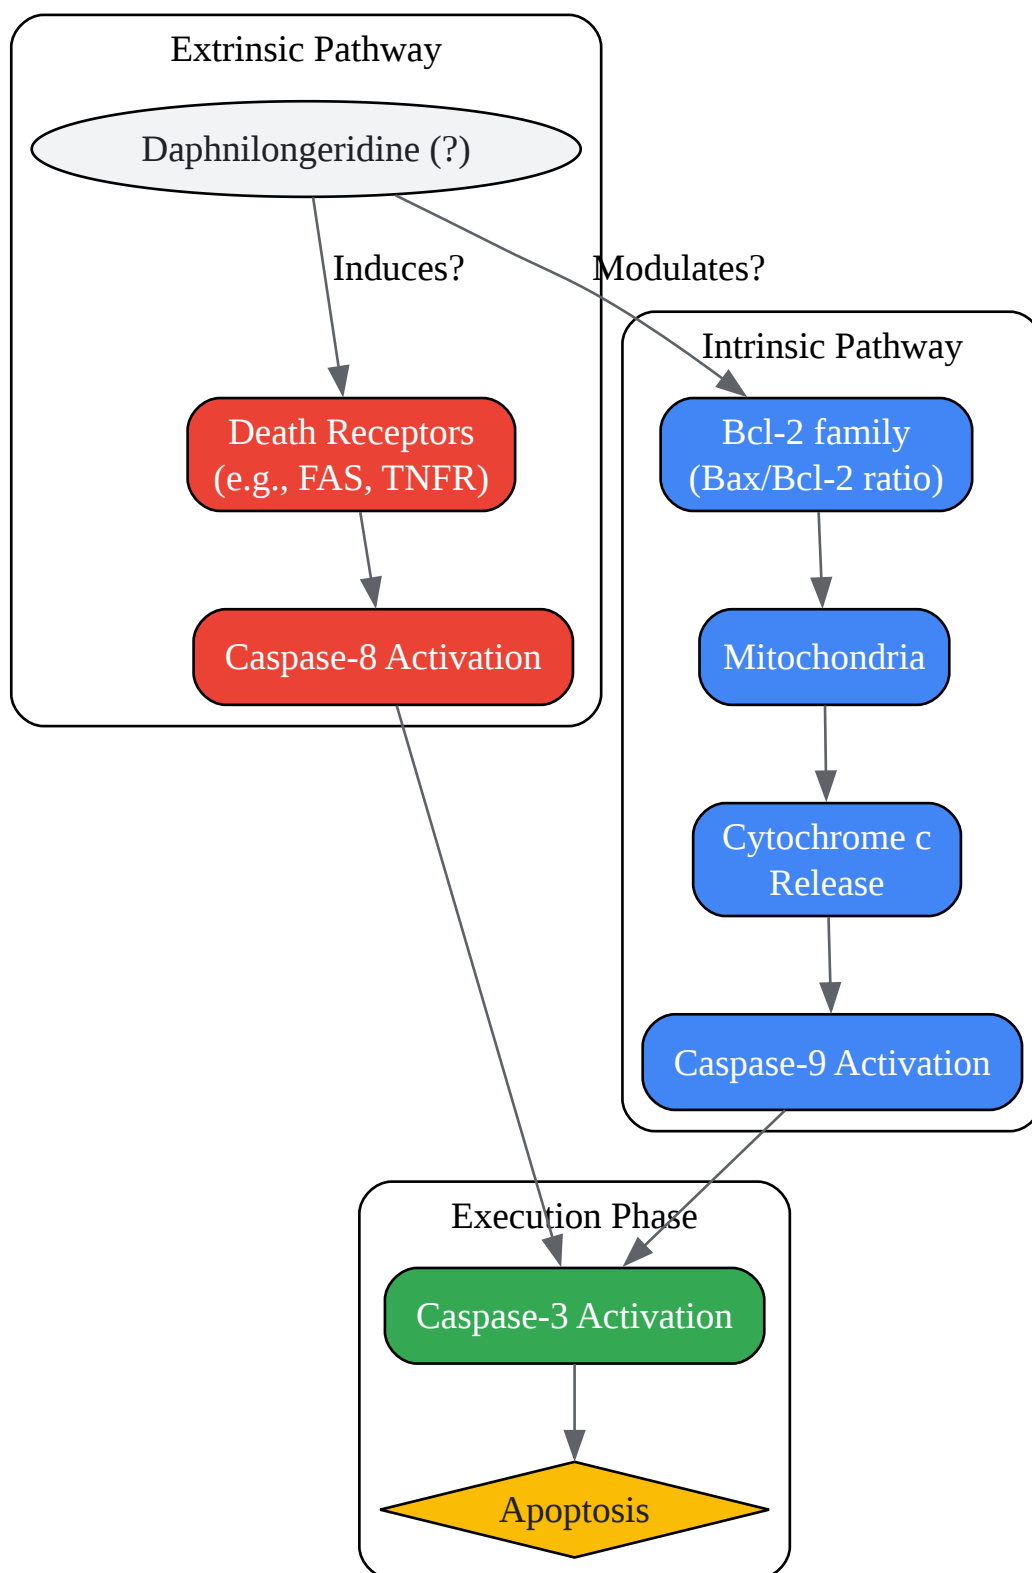 Extrinsic Pathway
Daphnilongeridine (?)
Induces?
Modulates?
Intrinsic Pathway
Death Receptors
(e.g., FAS, TNFR)
Bcl-2 family
(Bax/Bcl-2 ratio)
Caspase-8 Activation
Mitochondria
Cytochrome c
Release
Caspase-9 Activation
Execution Phase
Caspase-3 Activation
Apoptosis